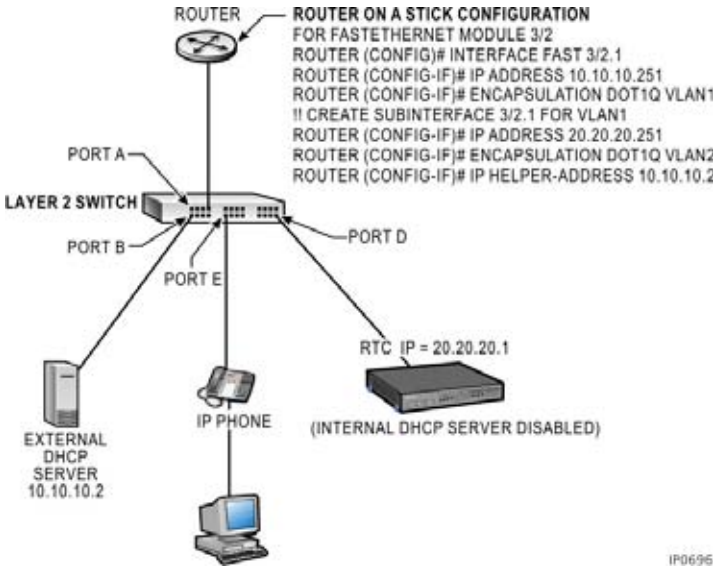 ROUTER
ROUTER ON A STICK CONFIGURATION
FOR FASTETHERNET MODULE 3/2
ROUTER (CONFIG)# INTERFACE FAST 3/2.1
ROUTER (CONFIG-IF)# IP ADDRESS 10.10.10.251
ROUTER (CONFIG-IF)# ENCAPSULATION DOT1Q VLAN1
!! CREATE SUBINTERFACE 3/2.1 FOR VLAN1
ROUTER (CONFIG-IF)# IP ADDRESS 20.20.20.251
ROUTER (CONFIG-IF)# ENCAPSULATION DOT1Q VLAN2
ROUTER (CONFIG-IF)# IP HELPER-ADDRESS 10.10.10.2
PORT A
LAYER 2 SWITCH
PORT B
PORT E
PORT D
RTC IP = 20.20.20.1
(INTERNAL DHCP SERVER DISABLED)
IP PHONE
EXTERNAL
DHCP
SERVER
10.10.10.2
IP0696